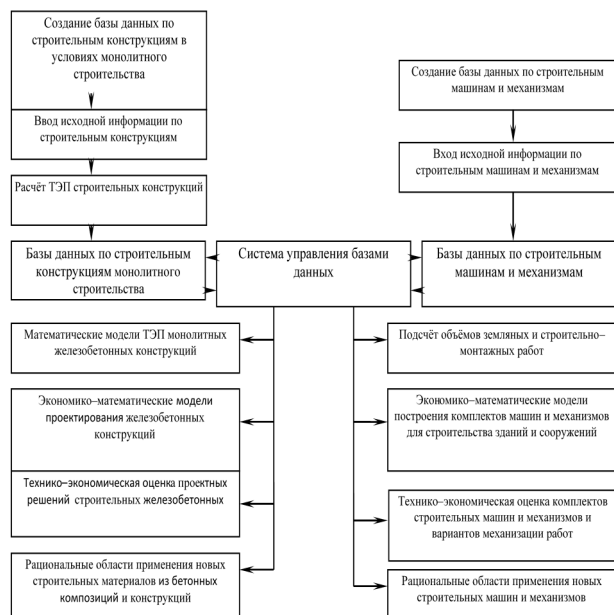 Создание базы данных по
строительным конструкциям в
условиях монолитного
строительства
Ввод исходной информации по
строительным конструкциям
Расчёт ТЭП строительных конструкций
Базы данных по строительным
конструкциям монолитного
строительства
Создание базы данных по строительным
машинам и механизмам
Вход исходной информации по
строительным машинам и механизмам
Система управления базами
данных
Базы данных по строительным
машинам и механизмам
Математические модели ТЭП монолитных
железобетонных конструкций
Экономико–математические модели
проектирования железобетонных
конструкций
Технико–экономическая оценка проектных
решений строительных железобетонных
Рациональные области применения новых
строительных материалов из бетонных
композиций и конструкций
Подсчёт объёмов земляных и строительно–
монтажных работ
Экономико–математические модели
построения комплектов машин и механизмов
для строительства зданий и сооружений
Технико–экономическая оценка комплектов
строительных машин и механизмов и
вариантов механизации работ
Рациональные области применения новых
строительных машин и механизмов